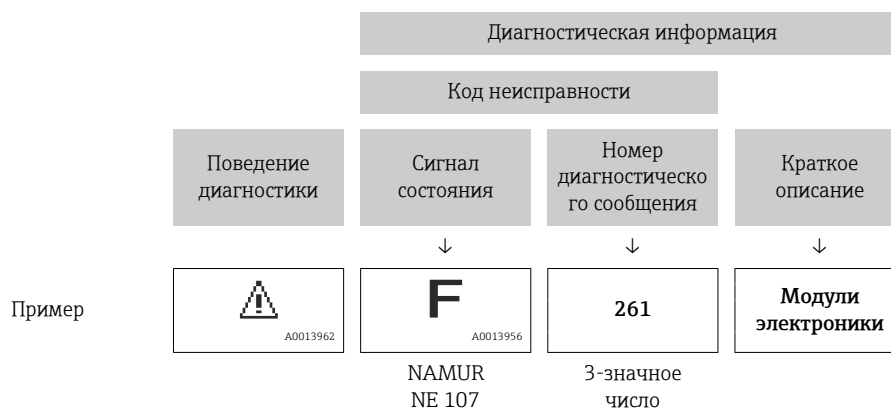 Диагностическая информация
Код неисправности
Поведение
диагностики
Сигнал
состояния
Номер
диагностическо
го сообщения
Краткое
описание
↓
↓
↓
Пример
A0013962
F
A0013956
261
Модули
электроники
NAMUR
NE 107
3-значное
число